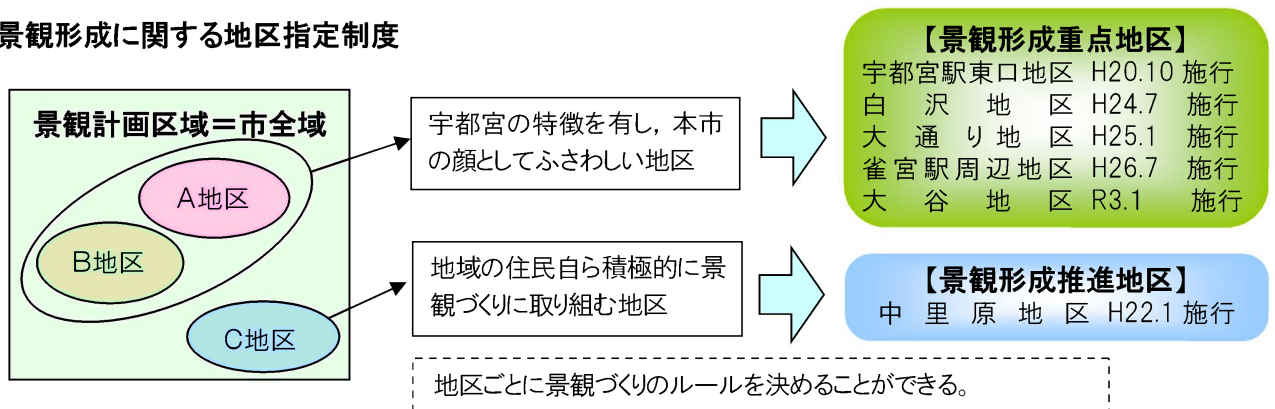 景観形成に関する地区指定制度
景観計画区域＝市全域
A地区
B地区
C地区
宇都宮の特徴を有し，本市
の顔としてふさわしい地区
【景観形成重点地区】
宇都宮駅東口地区 H20.10 施行
白沢地区 H24.7 施行
大通り地区 H25.1 施行
雀宮駅周辺地区 H26.7 施行
大谷地区 R3.1 施行
地域の住民自ら積極的に景
観づくりに取り組む地区
【景観形成推進地区】
中里原地区 H22.1 施行
地区ごとに景観づくりのルールを決めることができる。